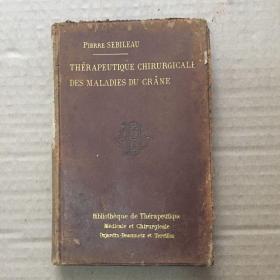 PIERRE SEBILEAU
THÉRAPEUTIQUE CHIRURGICALE
DES MALADIES DU CRÂNE
Bibliothèque de Thérapeutique
Médicale et Chirurgicale
Dujardin-Beaumetz et Terrillon